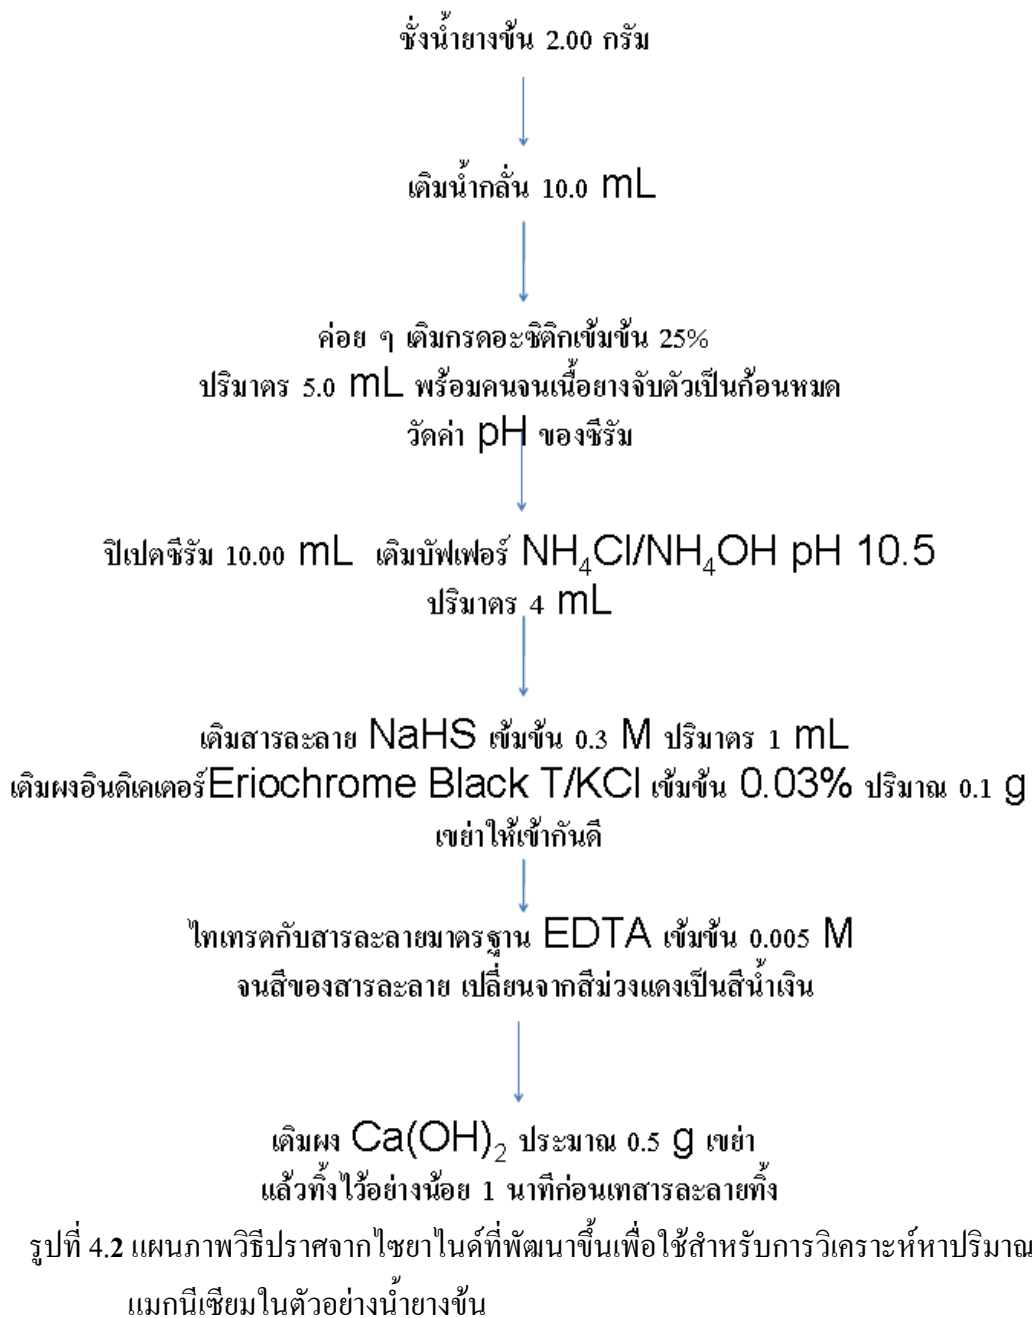 ชั่งน้ำยางข้น 2.00 กรัม
เติมน้ำกลั่น 10.0 mL
ค่อย ๆ เติมกรดอะซิติกเข้มข้น 25%
ปริมาตร 5.0 mL พร้อมคนจนเนื้อยางจับตัวเป็นก้อนหมด
วัดค่า pH ของซีรัม
ปิเปตซีรัม 10.00 mL เติมบัฟเฟอร์ NH₄Cl/NH₄OH pH 10.5
ปริมาตร 4 mL
เติมสารละลาย NaHS เข้มข้น 0.3 M ปริมาตร 1 mL
เติมผงอินดิเคเตอร์Eriochrome Black T/KCl เข้มข้น 0.03% ปริมาณ 0.1 g
เขย่าให้เข้ากันดี
ไทเทรตกับสารละลายมาตรฐาน EDTA เข้มข้น 0.005 M
จนสีของสารละลาย เปลี่ยนจากสีม่วงแดงเป็นสีน้ำเงิน
เติมผง Ca(OH)₂ ประมาณ 0.5 g เขย่า
แล้วทิ้งไว้อย่างน้อย 1 นาทีก่อนเทสารละลายทิ้ง
รูปที่ 4.2 แผนภาพวิธีปราศจากไซยาไนด์ที่พัฒนาขึ้นเพื่อใช้สำหรับการวิเคราะห์หาปริมาณ
แมกนีเซียมในตัวอย่างน้ำยางข้น